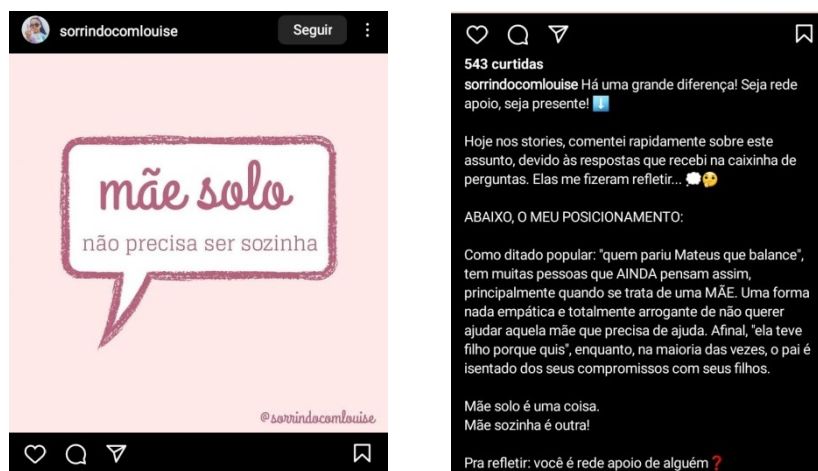 sorrindocomlouise
Seguir
mãe solo
não precisa ser sozinha
@sorrindocomlouise
543 curtidas
sorrindocomlouise Há uma grande diferença! Seja rede
apoio, seja presente! ⬇️
Hoje nos stories, comentei rapidamente sobre este
assunto, devido às respostas que recebi na caixinha de
perguntas. Elas me fizeram refletir... 💭🤔
ABAIXO, O MEU POSICIONAMENTO:
Como ditado popular: "quem pariu Mateus que balance",
tem muitas pessoas que AINDA pensam assim,
principalmente quando se trata de uma MÃE. Uma forma
nada empática e totalmente arrogante de não querer
ajudar aquela mãe que precisa de ajuda. Afinal, "ela teve
filho porque quis", enquanto, na maioria das vezes, o pai é
isentado dos seus compromissos com seus filhos.
Mãe solo é uma coisa.
Mãe sozinha é outra!
Pra refletir: você é rede apoio de alguém ❓